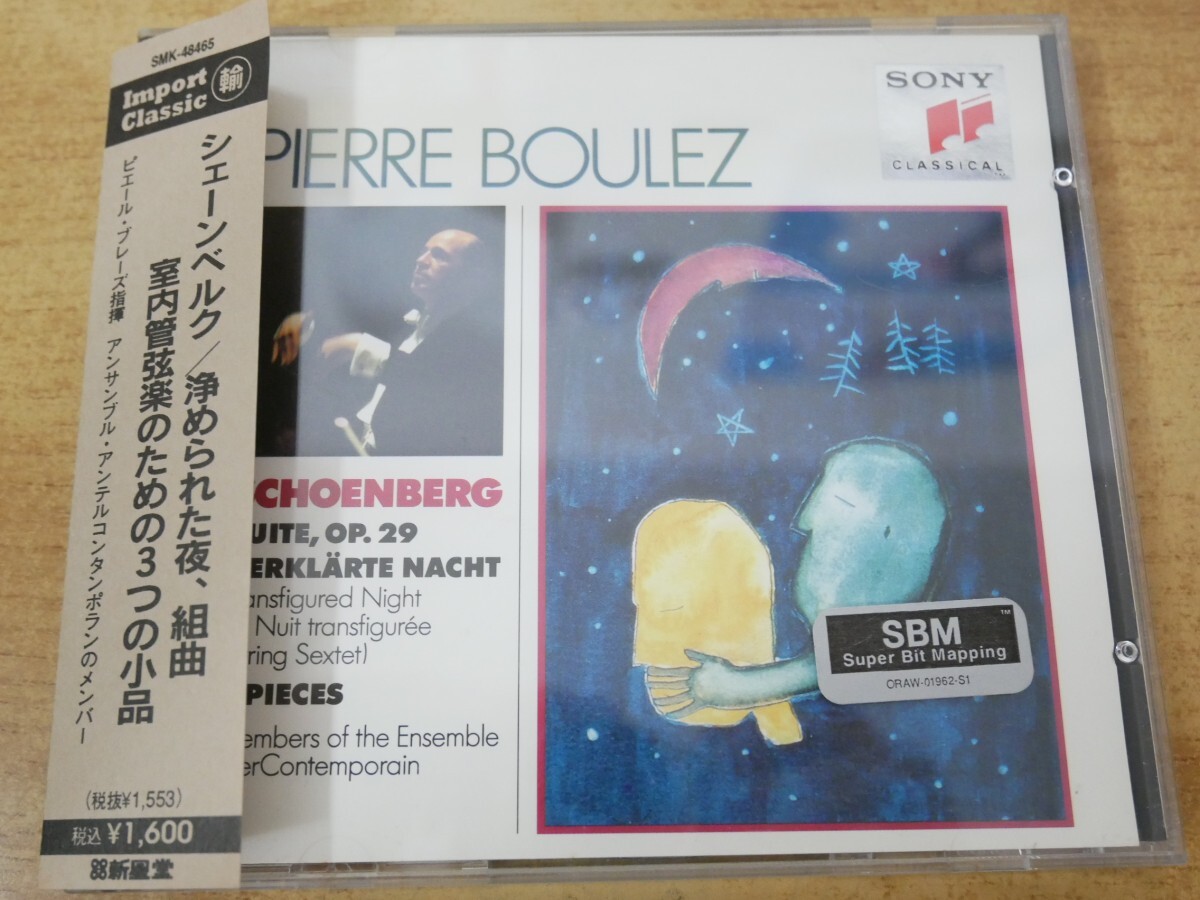 SMK-48465
Import
Classic
輸
シェーンベルク/浄められた夜、組曲
室内管弦楽のための3つの小品
ピエール・ブレーズ指揮 アンサンブル・アンテルコンタンポランのメンバー
(税抜¥1,553)
税込 ¥1,600
新星堂
PIERRE BOULEZ
SONY
CLASSICAL™
CHOENBERG
UITE, OP. 29
ERKLÄRTE NACHT
ansfigured Night
Nuit transfigurée
ring Sextet)
PIECES
embers of the Ensemble
erContemporain
SBM™
Super Bit Mapping
ORAW-01962-S1